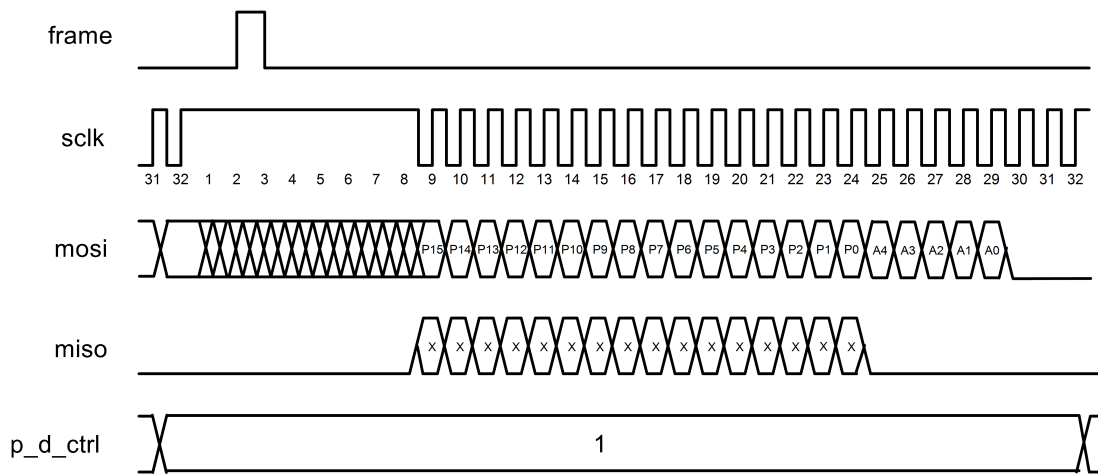 frame
sclk
31 32 1 2 3 4 5 6 7 8 9 10 11 12 13 14 15 16 17 18 19 20 21 22 23 24 25 26 27 28 29 30 31 32
mosi P15 P14 P13 P12 P11 P10 P9 P8 P7 P6 P5 P4 P3 P2 P1 P0 A4 A3 A2 A1 A0
miso X X X X X X X X X X X X X X X X
p_d_ctrl 1